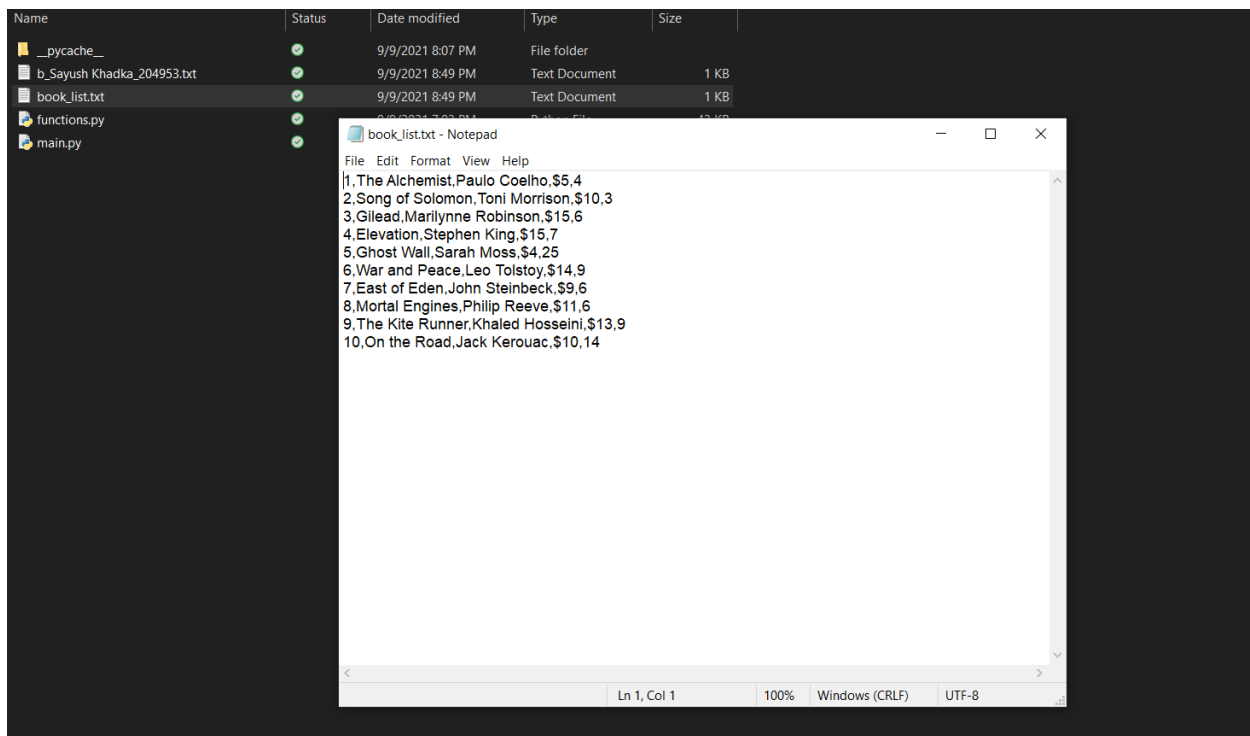 Name Status Date modified Type Size
__pycache__ 9/9/2021 8:07 PM File folder
b_Sayush Khadka_204953.txt 9/9/2021 8:49 PM Text Document 1 KB
book_list.txt 9/9/2021 8:49 PM Text Document 1 KB
functions.py
main.py
book_list.txt - Notepad
File Edit Format View Help
1,The Alchemist,Paulo Coelho,$5,4
2,Song of Solomon,Toni Morrison,$10,3
3,Gilead,Marilynne Robinson,$15,6
4,Elevation,Stephen King,$15,7
5,Ghost Wall,Sarah Moss,$4,25
6,War and Peace,Leo Tolstoy,$14,9
7,East of Eden,John Steinbeck,$9,6
8,Mortal Engines,Philip Reeve,$11,6
9,The Kite Runner,Khaled Hosseini,$13,9
10,On the Road,Jack Kerouac,$10,14
Ln 1, Col 1 100% Windows (CRLF) UTF-8